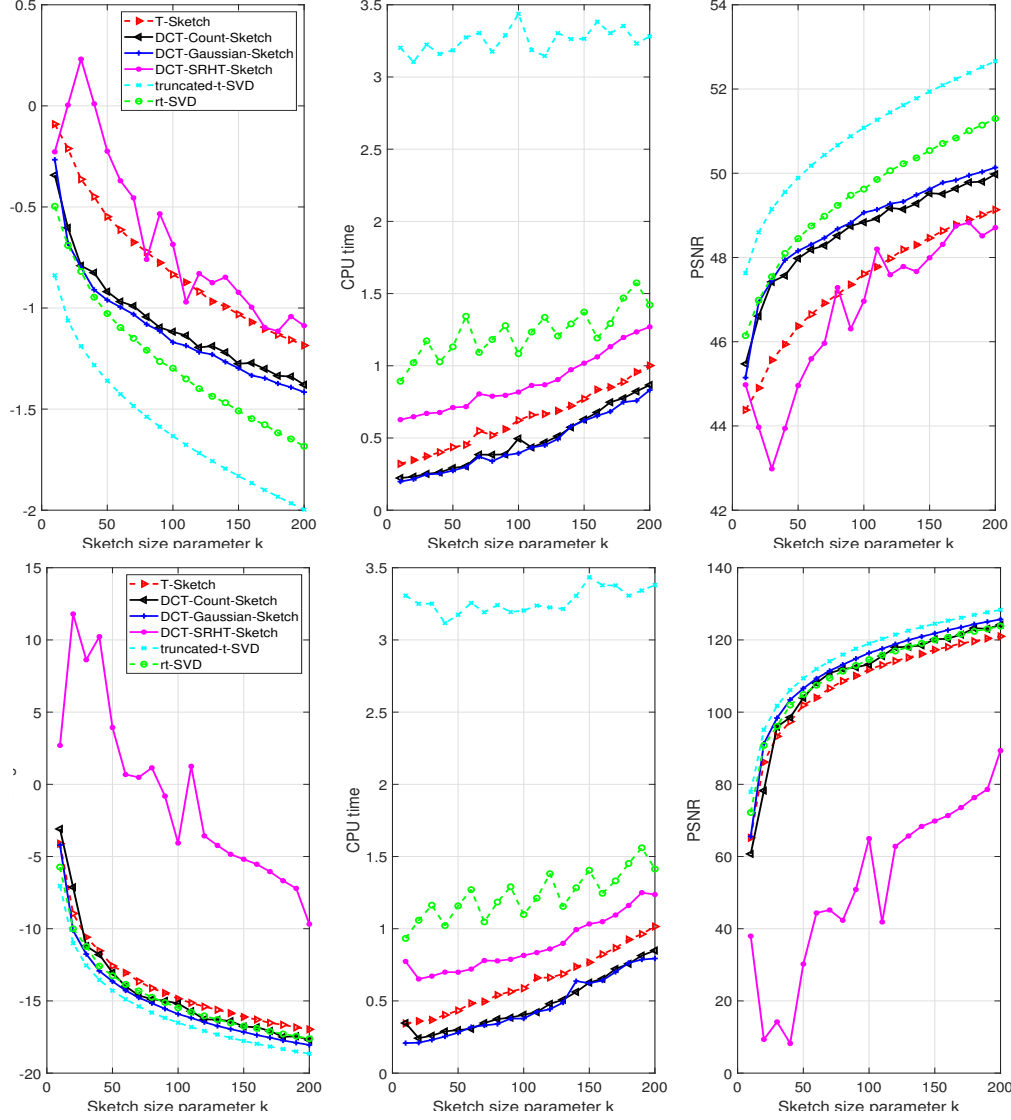 0.5
0
-0.5
-1
-1.5
-2
0 50 100 150 200
Sketch size parameter k
T-Sketch
DCT-Count-Sketch
DCT-Gaussian-Sketch
DCT-SRHT-Sketch
truncated-t-SVD
rt-SVD
3.5
3
2.5
2
1.5
1
0.5
0
CPU time
0 50 100 150 200
Sketch size parameter k
54
52
50
48
46
44
42
PSNR
0 50 100 150 200
Sketch size parameter k
15
10
5
0
-5
-10
-15
-20
0 50 100 150 200
Sketch size parameter k
T-Sketch
DCT-Count-Sketch
DCT-Gaussian-Sketch
DCT-SRHT-Sketch
truncated-t-SVD
rt-SVD
3.5
3
2.5
2
1.5
1
0.5
0
CPU time
0 50 100 150 200
Sketch size parameter k
140
120
100
80
60
40
20
0
PSNR
0 50 100 150 200
Sketch size parameter k